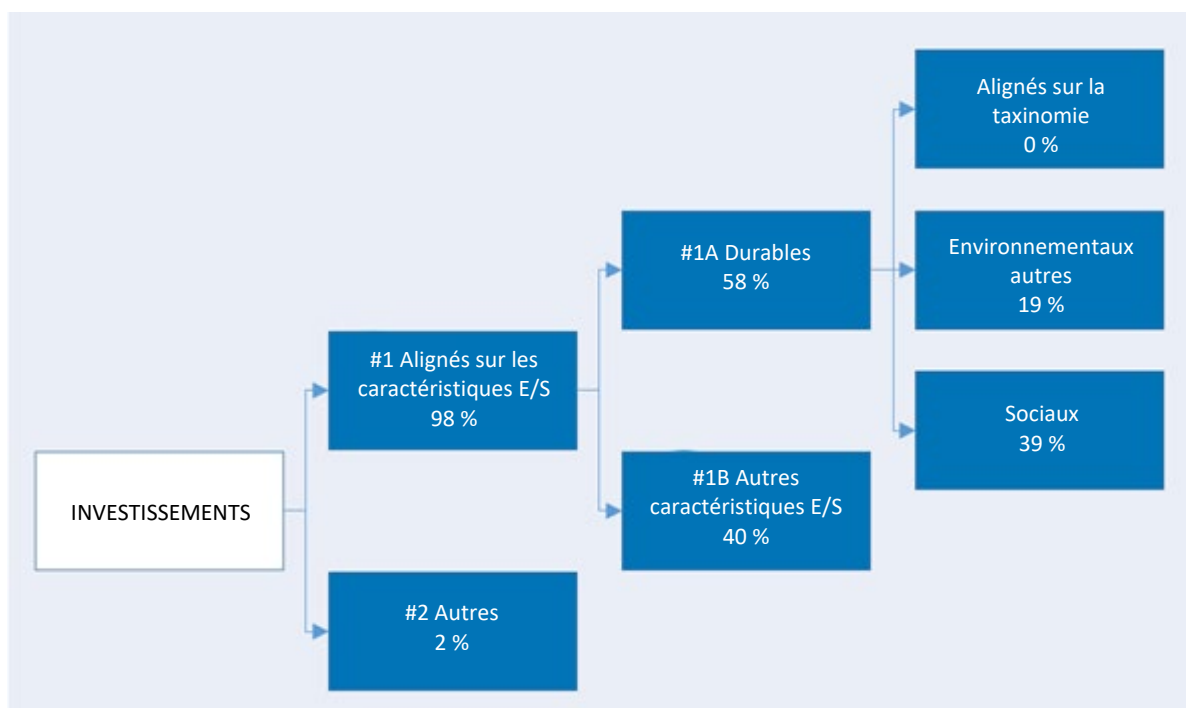 INVESTISSEMENTS
#1 Alignés sur les
caractéristiques E/S
98 %
#2 Autres
2 %
#1A Durables
58 %
#1B Autres
caractéristiques E/S
40 %
Alignés sur la
taxinomie
0 %
Environnementaux
autres
19 %
Sociaux
39 %